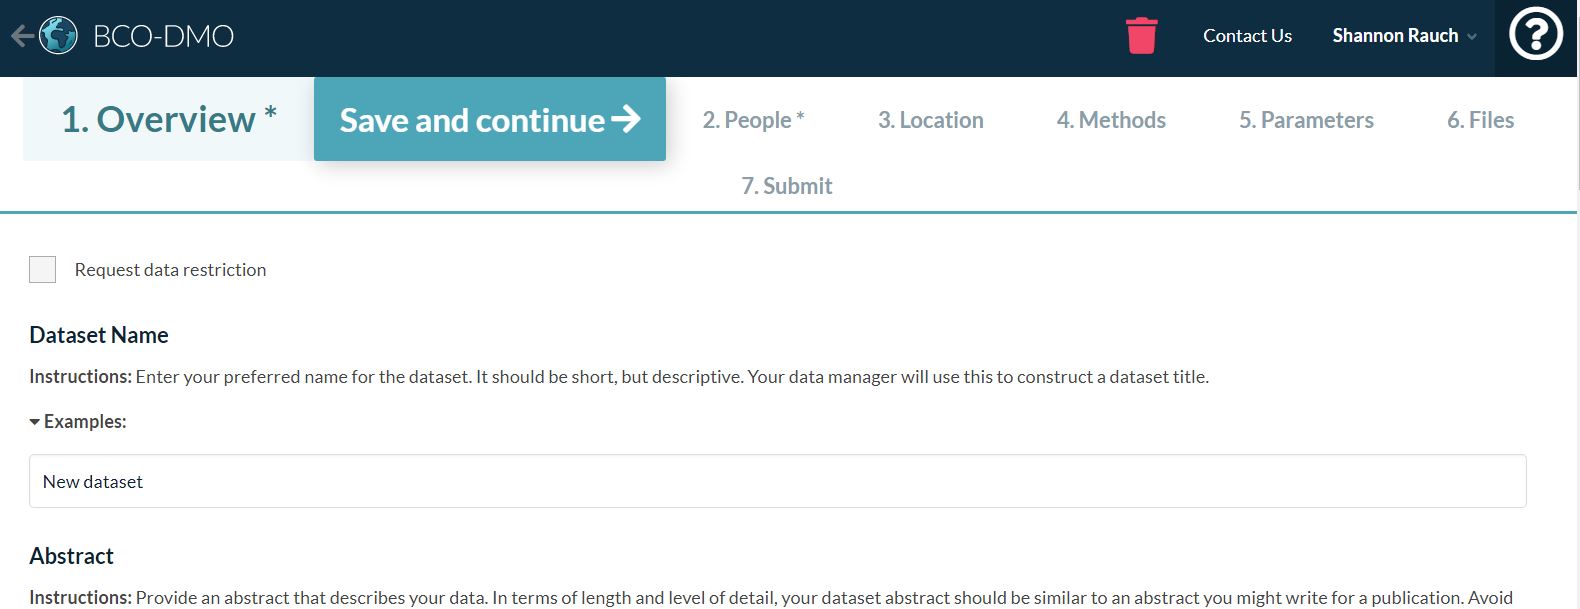 BCO-DMO
Contact Us
Shannon Rauch
?
1. Overview *
Save and continue
2. People *
3. Location
4. Methods
5. Parameters
6. Files
7. Submit
Request data restriction
Dataset Name
Instructions: Enter your preferred name for the dataset. It should be short, but descriptive. Your data manager will use this to construct a dataset title.
Examples:
New dataset
Abstract
Instructions: Provide an abstract that describes your data. In terms of length and level of detail, your dataset abstract should be similar to an abstract you might write for a publication. Avoid